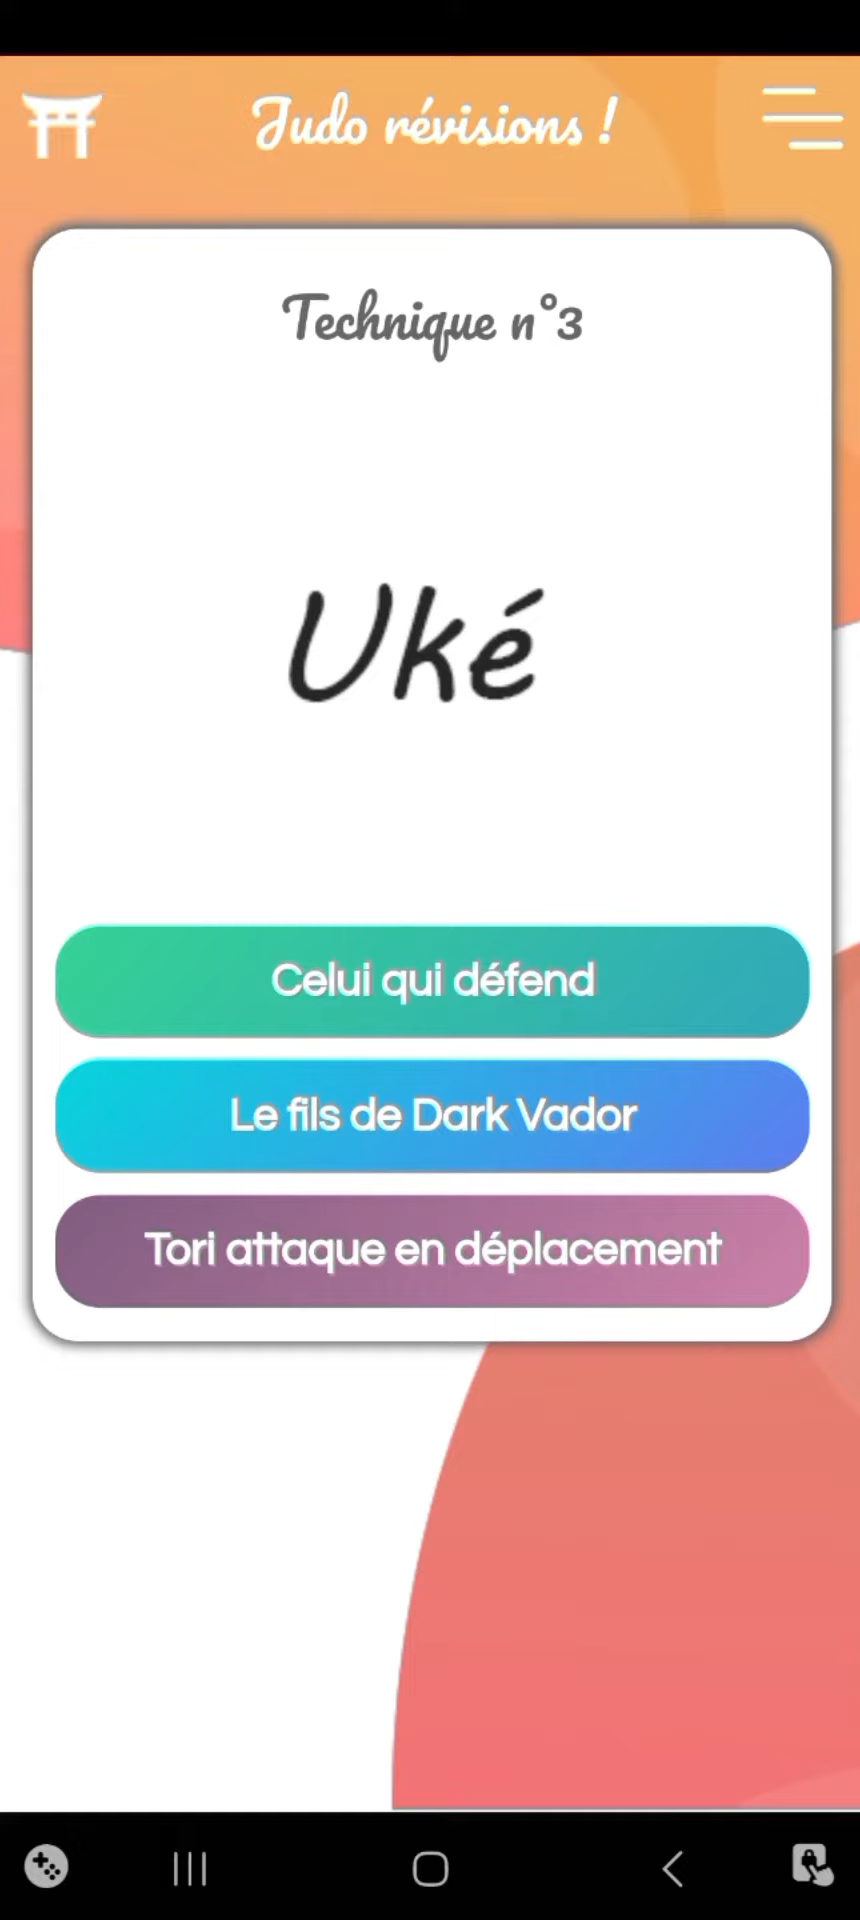 Judo révisions !
Technique n°3
Uké
Celui qui défend
Le fils de Dark Vador
Tori attaque en déplacement